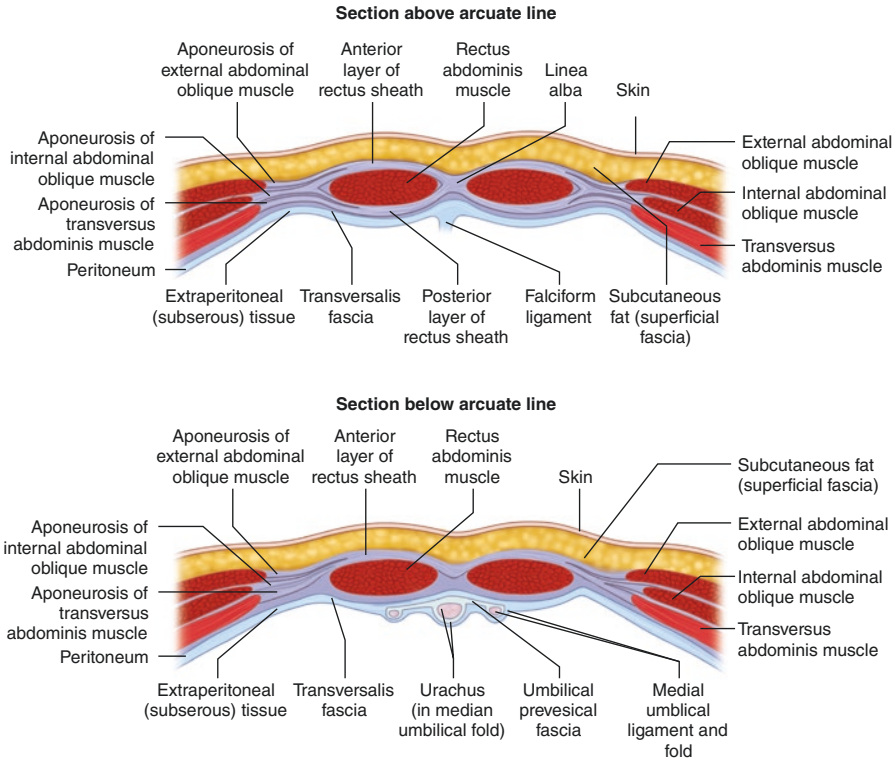 Section above arcuate line
Aponeurosis of
external abdominal
oblique muscle
Anterior
layer of
rectus sheath
Rectus
abdominis
muscle
Linea
alba
Skin
Aponeurosis of
internal abdominal
oblique muscle
Aponeurosis of
transversus
abdominis muscle
Peritoneum
External abdominal
oblique muscle
Internal abdominal
oblique muscle
Transversus
abdominis muscle
Extraperitoneal
(subserous) tissue
Transversalis
fascia
Posterior
layer of
rectus sheath
Falciform
ligament
Subcutaneous
fat (superficial
fascia)
Section below arcuate line
Aponeurosis of
external abdominal
oblique muscle
Anterior
layer of
rectus sheath
Rectus
abdominis
muscle
Skin
Subcutaneous fat
(superficial fascia)
Aponeurosis of
internal abdominal
oblique muscle
Aponeurosis of
transversus
abdominis muscle
Peritoneum
External abdominal
oblique muscle
Internal abdominal
oblique muscle
Transversus
abdominis muscle
Extraperitoneal
(subserous) tissue
Transversalis
fascia
Urachus
(in median
umbilical fold)
Umbilical
prevesical
fascia
Medial
umblical
ligament and
fold